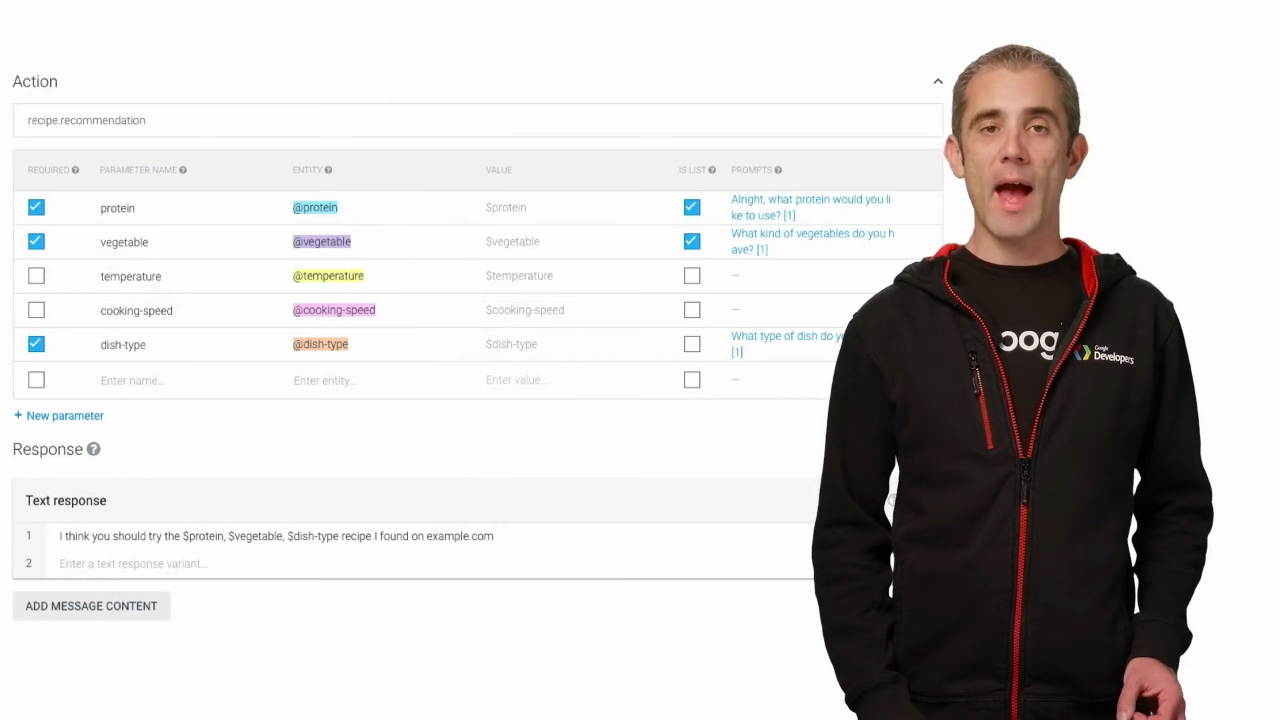 Action
recipe.recommendation
REQUIRED PARAMETER NAME ENTITY VALUE IS LIST PROMPTS
protein @protein $protein Alright, what protein would you li
ke to use? [1]
vegetable @vegetable $vegetable What kind of vegetables do you h
ave? [1]
temperature @temperature $temperature –
cooking-speed @cooking-speed $cooking-speed –
dish-type @dish-type $dish-type What type of dish do
[1]
Enter name... Enter entity... Enter value... –
+ New parameter
Response
Text response
1 I think you should try the $protein, $vegetable, $dish-type recipe I found on example.com
2 Enter a text response variant...
ADD MESSAGE CONTENT
oog
Google
Developers